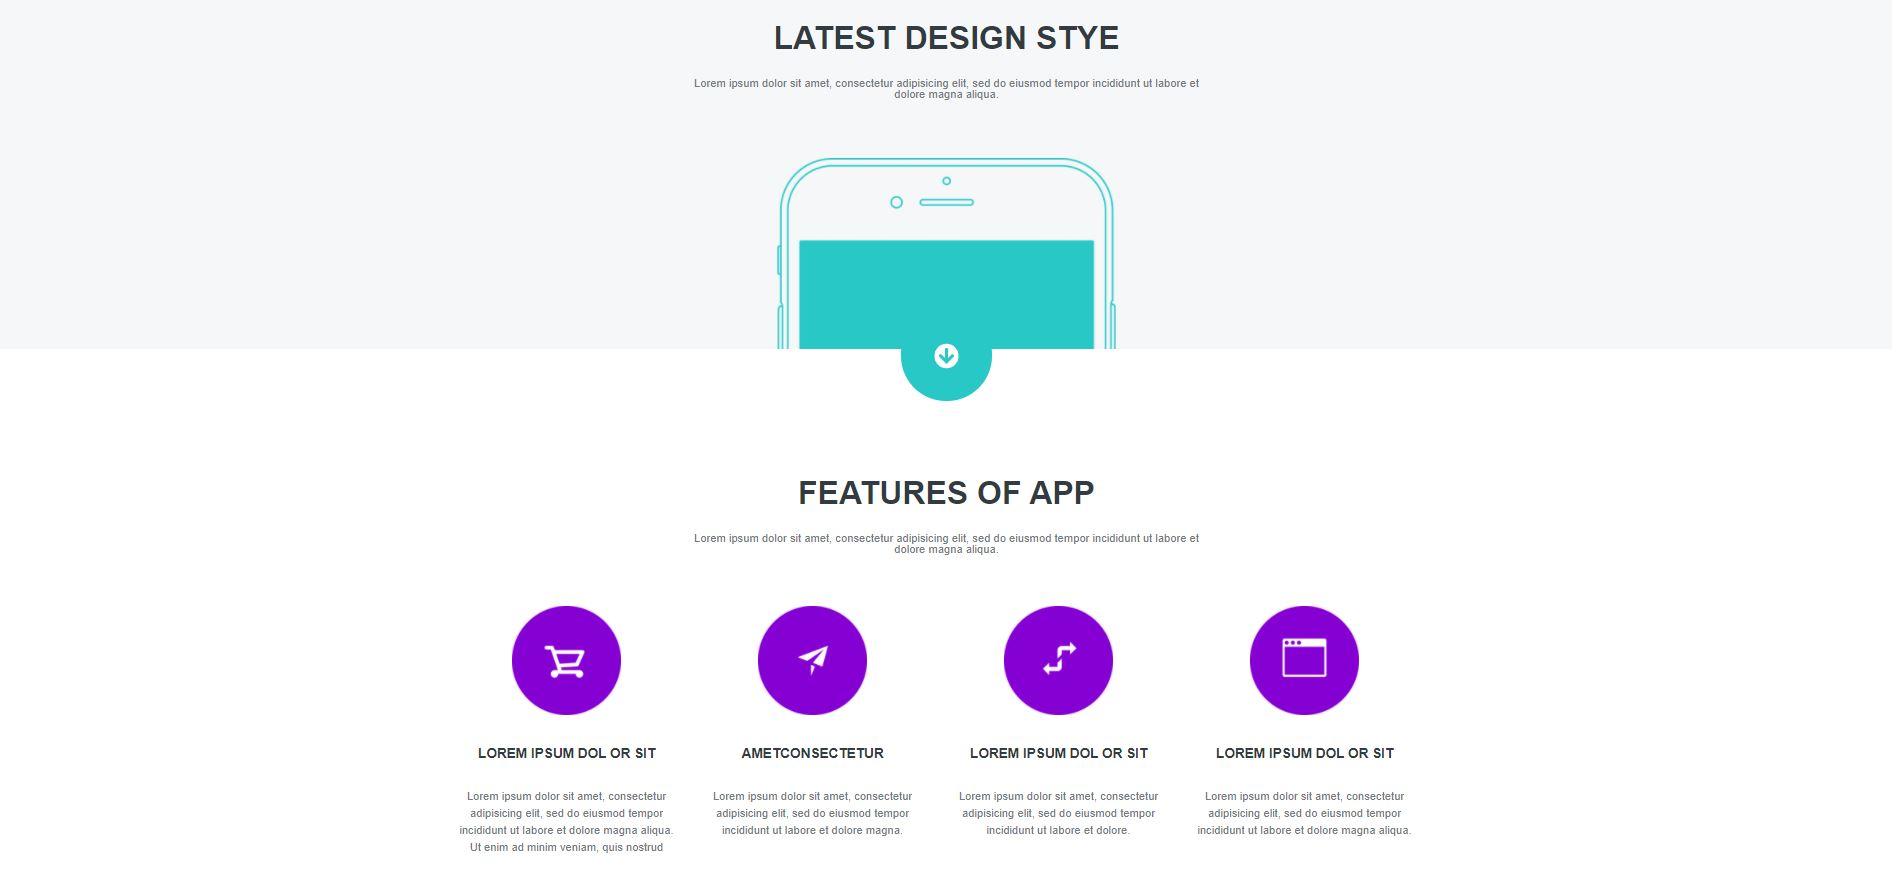 LATEST DESIGN STYE
Lorem ipsum dolor sit amet, consectetur adipisicing elit, sed do eiusmod tempor incididunt ut labore et
dolore magna aliqua.
FEATURES OF APP
Lorem ipsum dolor sit amet, consectetur adipisicing elit, sed do eiusmod tempor incididunt ut labore et
dolore magna aliqua.
LOREM IPSUM DOL OR SIT
Lorem ipsum dolor sit amet, consectetur
adipisicing elit, sed do eiusmod tempor
incididunt ut labore et dolore magna aliqua.
Ut enim ad minim veniam, quis nostrud
AMETCONSECTETUR
Lorem ipsum dolor sit amet, consectetur
adipisicing elit, sed do eiusmod tempor
incididunt ut labore et dolore magna.
LOREM IPSUM DOL OR SIT
Lorem ipsum dolor sit amet, consectetur
adipisicing elit, sed do eiusmod tempor
incididunt ut labore et dolore.
LOREM IPSUM DOL OR SIT
Lorem ipsum dolor sit amet, consectetur
adipisicing elit, sed do eiusmod tempor
incididunt ut labore et dolore magna aliqua.